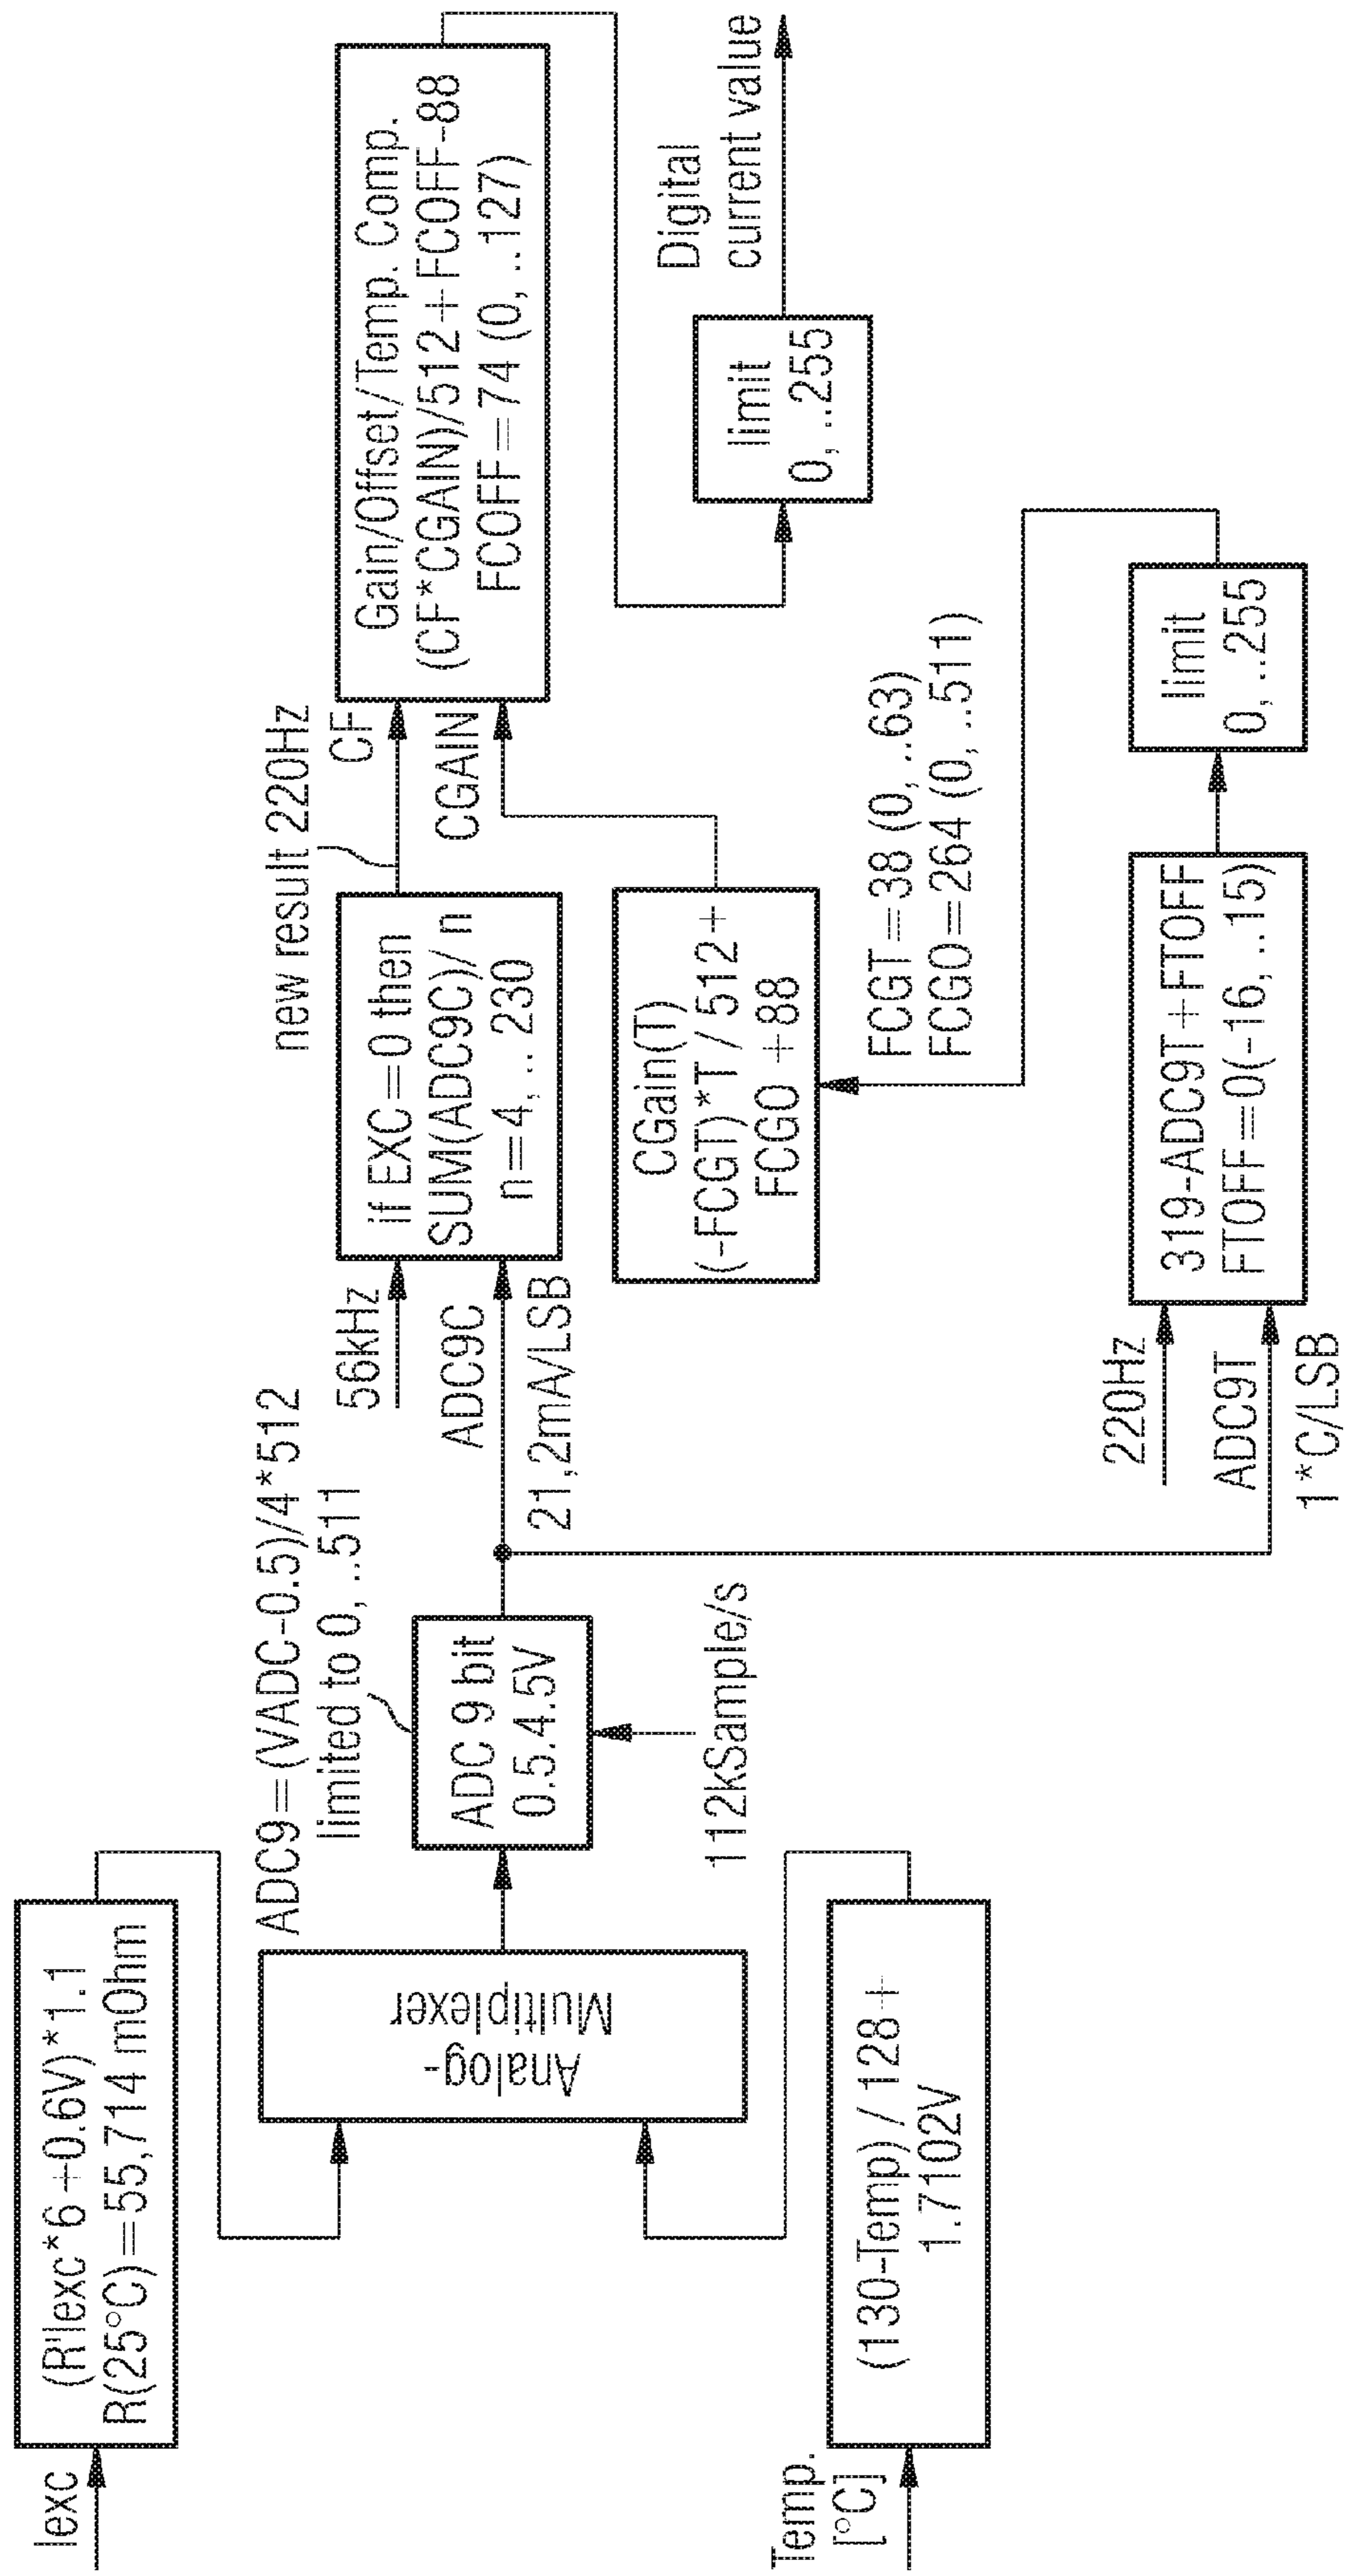 Iexc
(R'Iexc*6+0.6V)*1.1
R(25°C)=55,714 mOhm
Temp.
[°C]
(130-Temp)/128+
1.7102V
Analog-
Multiplexer
ADC9=(VADC-0.5)/4*512
limited to 0, ..511
ADC 9 bit
0.5.4.5V
112kSample/s
56kHz
ADC9C
21,2mA/LSB
if EXC=0 then
SUM(ADC9C)/n
n=4, .. 230
new result 220Hz
CF
CGAIN
Gain/Offset/Temp. Comp.
(CF*CGAIN)/512+FCOFF-88
FCOFF=74 (0, ..127)
CGain(T)
(-FCGT)*T/512+
FCGO+88
FCGT=38 (0, ..63)
FCGO=264 (0, ..511)
220Hz
ADC9T
1*C/LSB
319-ADC9T+FTOFF
FTOFF=0(-16, ..15)
limit
0, ..255
limit
0, ..255
Digital
current value